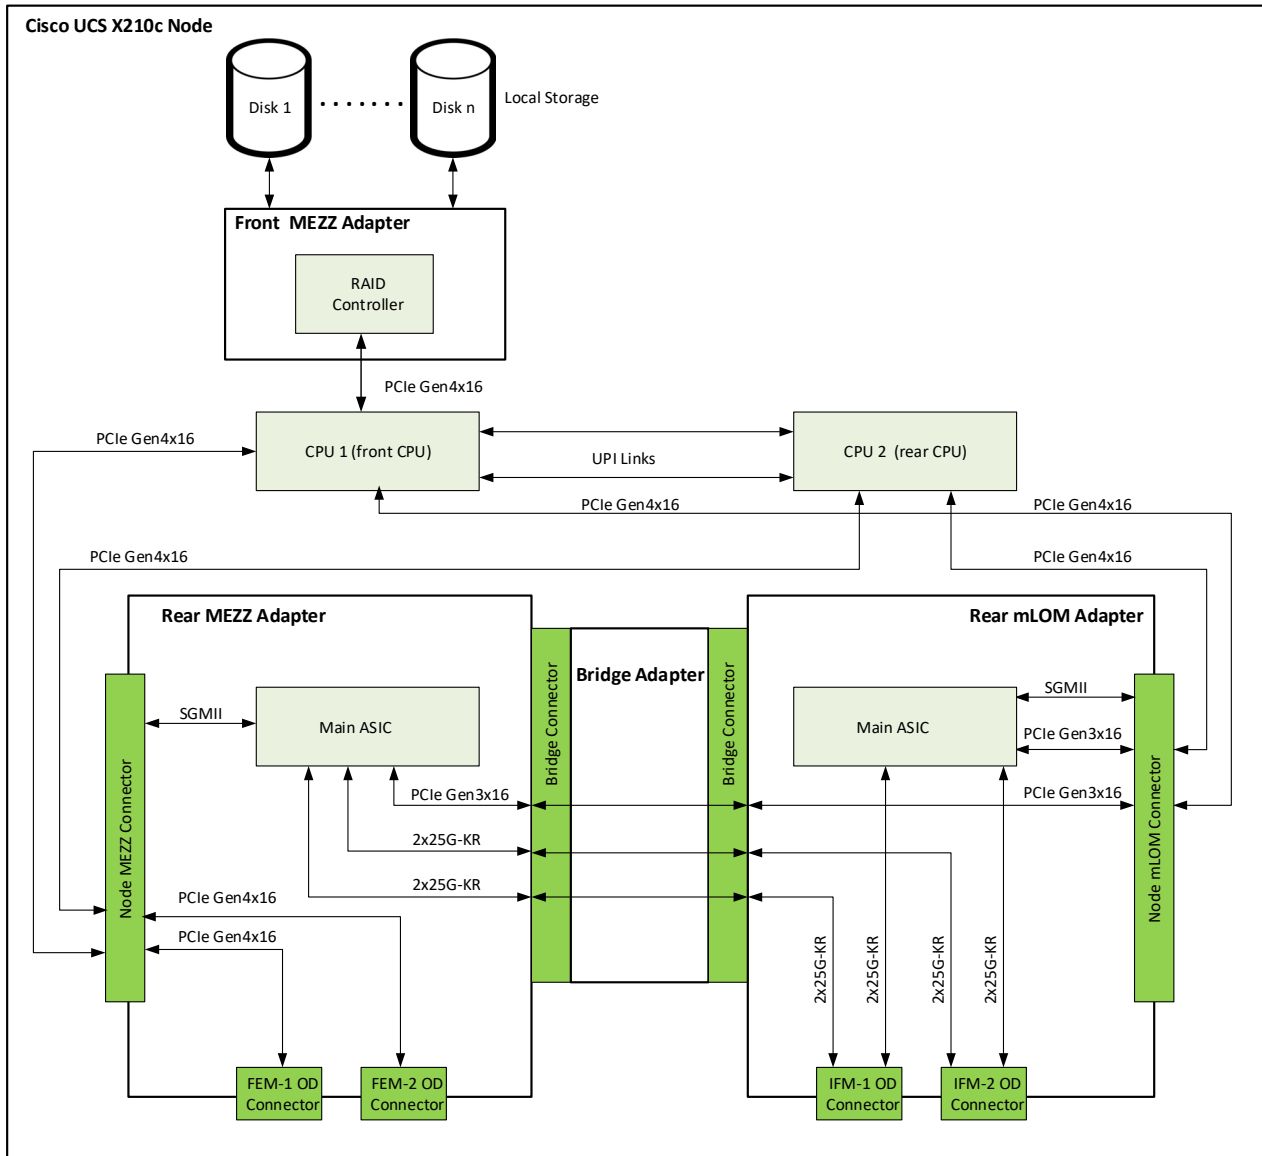 Cisco UCS X210c Node
Disk 1
Disk n
Local Storage
Front MEZZ Adapter
RAID
Controller
PCIe Gen4x16
PCIe Gen4x16
CPU 1 (front CPU)
UPI Links
CPU 2 (rear CPU)
PCIe Gen4x16
PCIe Gen4x16
PCIe Gen4x16
PCIe Gen4x16
Rear MEZZ Adapter
Rear mLOM Adapter
Bridge Adapter
Bridge Connector
Bridge Connector
Node MEZZ Connector
SGMII
Main ASIC
Main ASIC
SGMII
PCIe Gen3x16
Node mLOM Connector
PCIe Gen3x16
PCIe Gen3x16
2x25G-KR
2x25G-KR
PCIe Gen4x16
PCIe Gen4x16
2x25G-KR
2x25G-KR
2x25G-KR
2x25G-KR
FEM-1 OD
Connector
FEM-2 OD
Connector
IFM-1 OD
Connector
IFM-2 OD
Connector